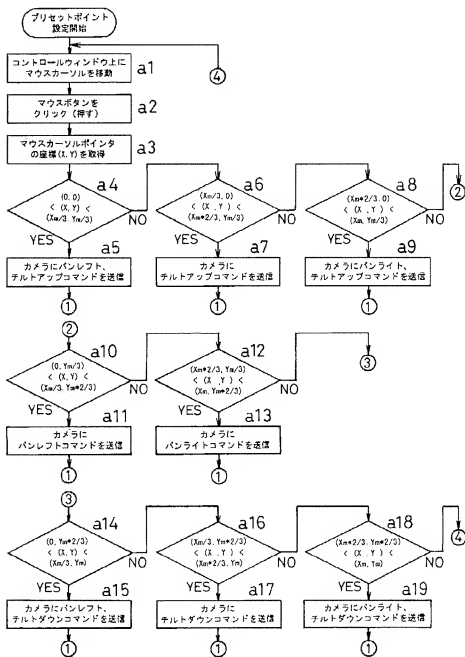 プリセットポイント
設定開始
④
コントロールウィンドウ上に
マウスカーソルを移動
a1
マウスボタンを
クリック(押す)
a2
マウスカーソルポインタ
の座標(X,Y)を取得
a3
(0,0)
< (X,Y) <
(Xm/3,Ym/3)
a4
NO
YES
(Xm/3,0)
< (X,Y) <
(Xm*2/3,Ym/3)
a6
NO
YES
(Xm*2/3,0)
< (X,Y) <
(Xm,Ym/3)
a8
NO
YES
②
カメラにパンレフト、
チルトアップコマンドを送信
a5
カメラに
チルトアップコマンドを送信
a7
カメラにパンライト、
チルトアップコマンドを送信
a9
①
①
①
②
(0,Ym/3)
< (X,Y) <
(Xm/3,Ym*2/3)
a10
NO
YES
(Xm*2/3,Ym/3)
< (X,Y) <
(Xm,Ym*2/3)
a12
NO
YES
③
カメラに
パンレフトコマンドを送信
a11
カメラに
パンライトコマンドを送信
a13
①
①
③
(0,Ym*2/3)
< (X,Y) <
(Xm/3,Ym)
a14
NO
YES
(Xm/3,Ym*2/3)
< (X,Y) <
(Xm*2/3,Ym)
a16
NO
YES
(Xm*2/3,Ym*2/3)
< (X,Y) <
(Xm,Ym)
a18
NO
YES
④
カメラにパンレフト、
チルトダウンコマンドを送信
a15
カメラに
チルトダウンコマンドを送信
a17
カメラにパンライト、
チルトダウンコマンドを送信
a19
①
①
①